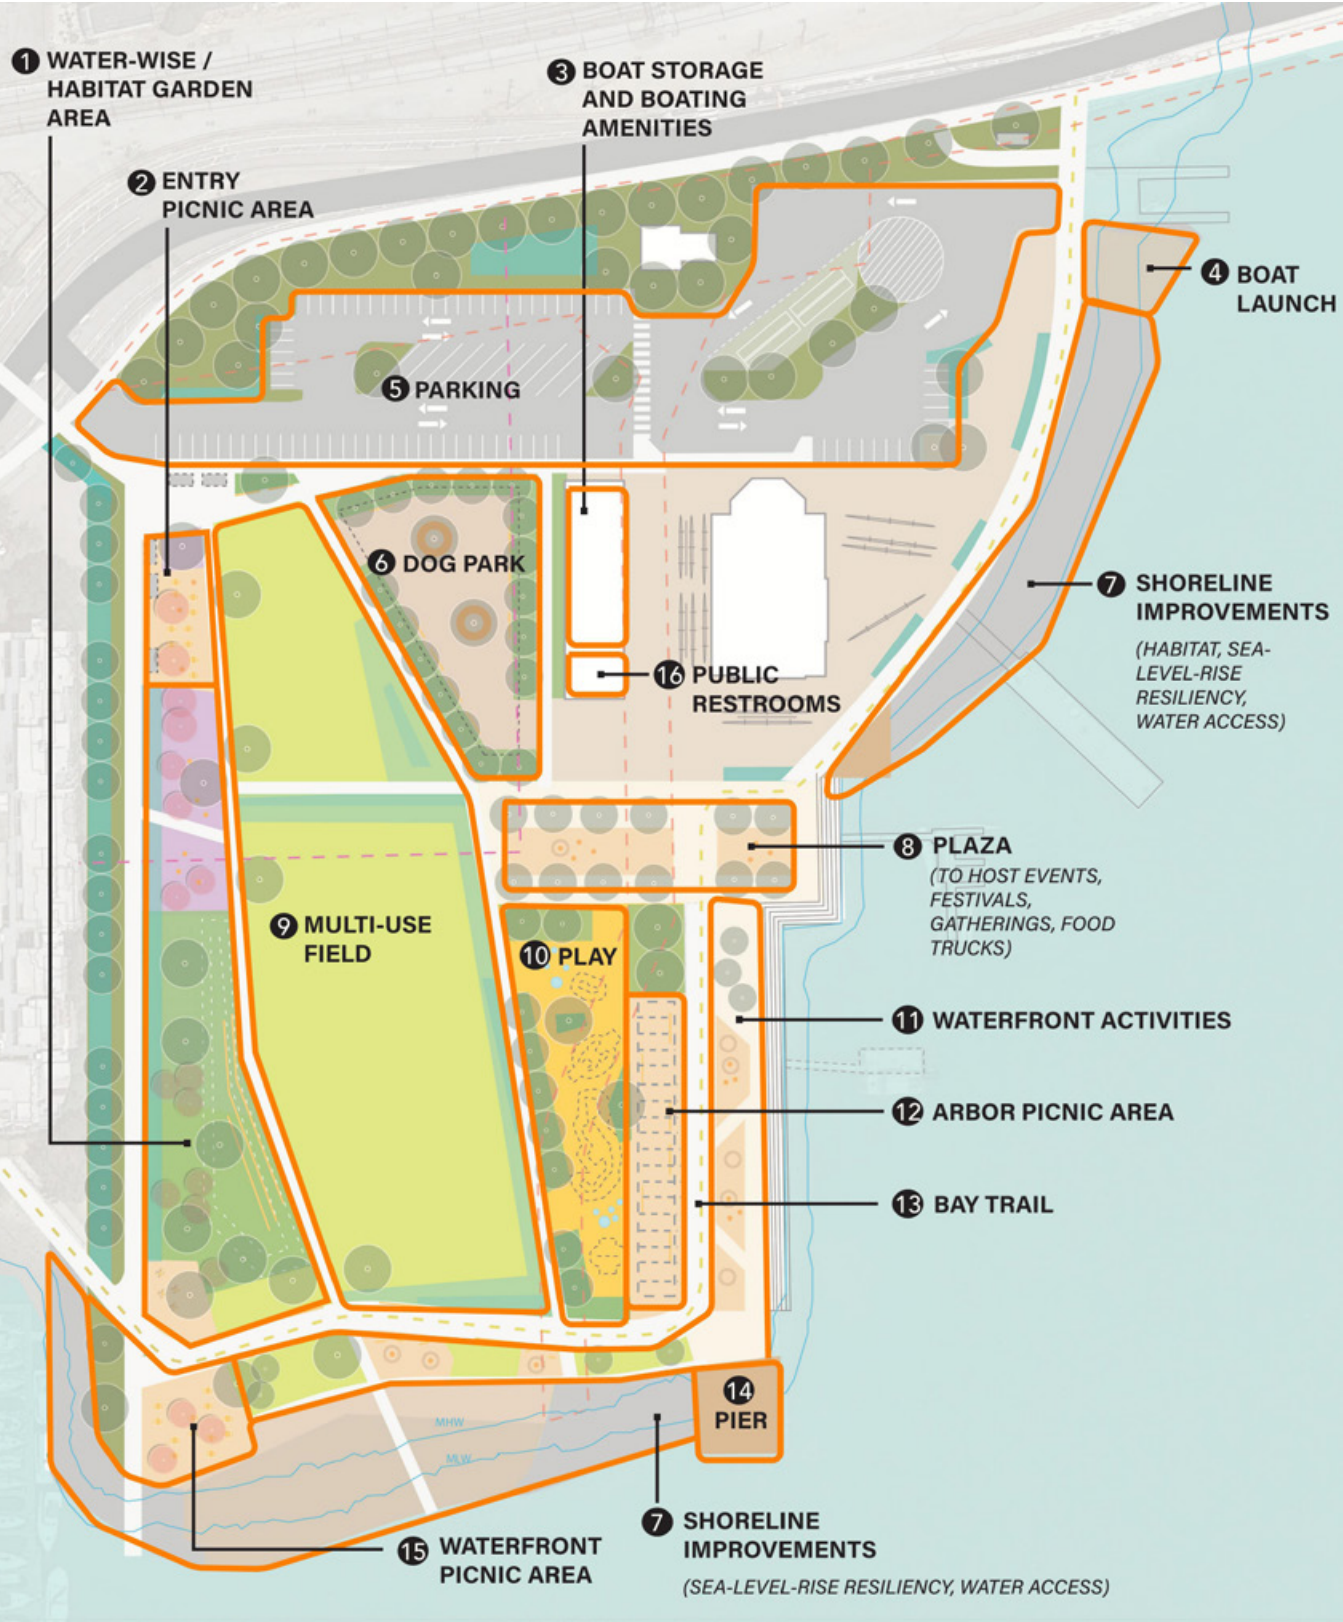 1 WATER-WISE /
HABITAT GARDEN
AREA
2 ENTRY
PICNIC AREA
3 BOAT STORAGE
AND BOATING
AMENITIES
4 BOAT
LAUNCH
5 PARKING
6 DOG PARK
7 SHORELINE
IMPROVEMENTS
(HABITAT, SEA-
LEVEL-RISE
RESILIENCY,
WATER ACCESS)
16 PUBLIC
RESTROOMS
8 PLAZA
(TO HOST EVENTS,
FESTIVALS,
GATHERINGS, FOOD
TRUCKS)
9 MULTI-USE
FIELD
10 PLAY
11 WATERFRONT ACTIVITIES
12 ARBOR PICNIC AREA
13 BAY TRAIL
14
PIER
MHW
MLW
7 SHORELINE
IMPROVEMENTS
(SEA-LEVEL-RISE RESILIENCY, WATER ACCESS)
15 WATERFRONT
PICNIC AREA